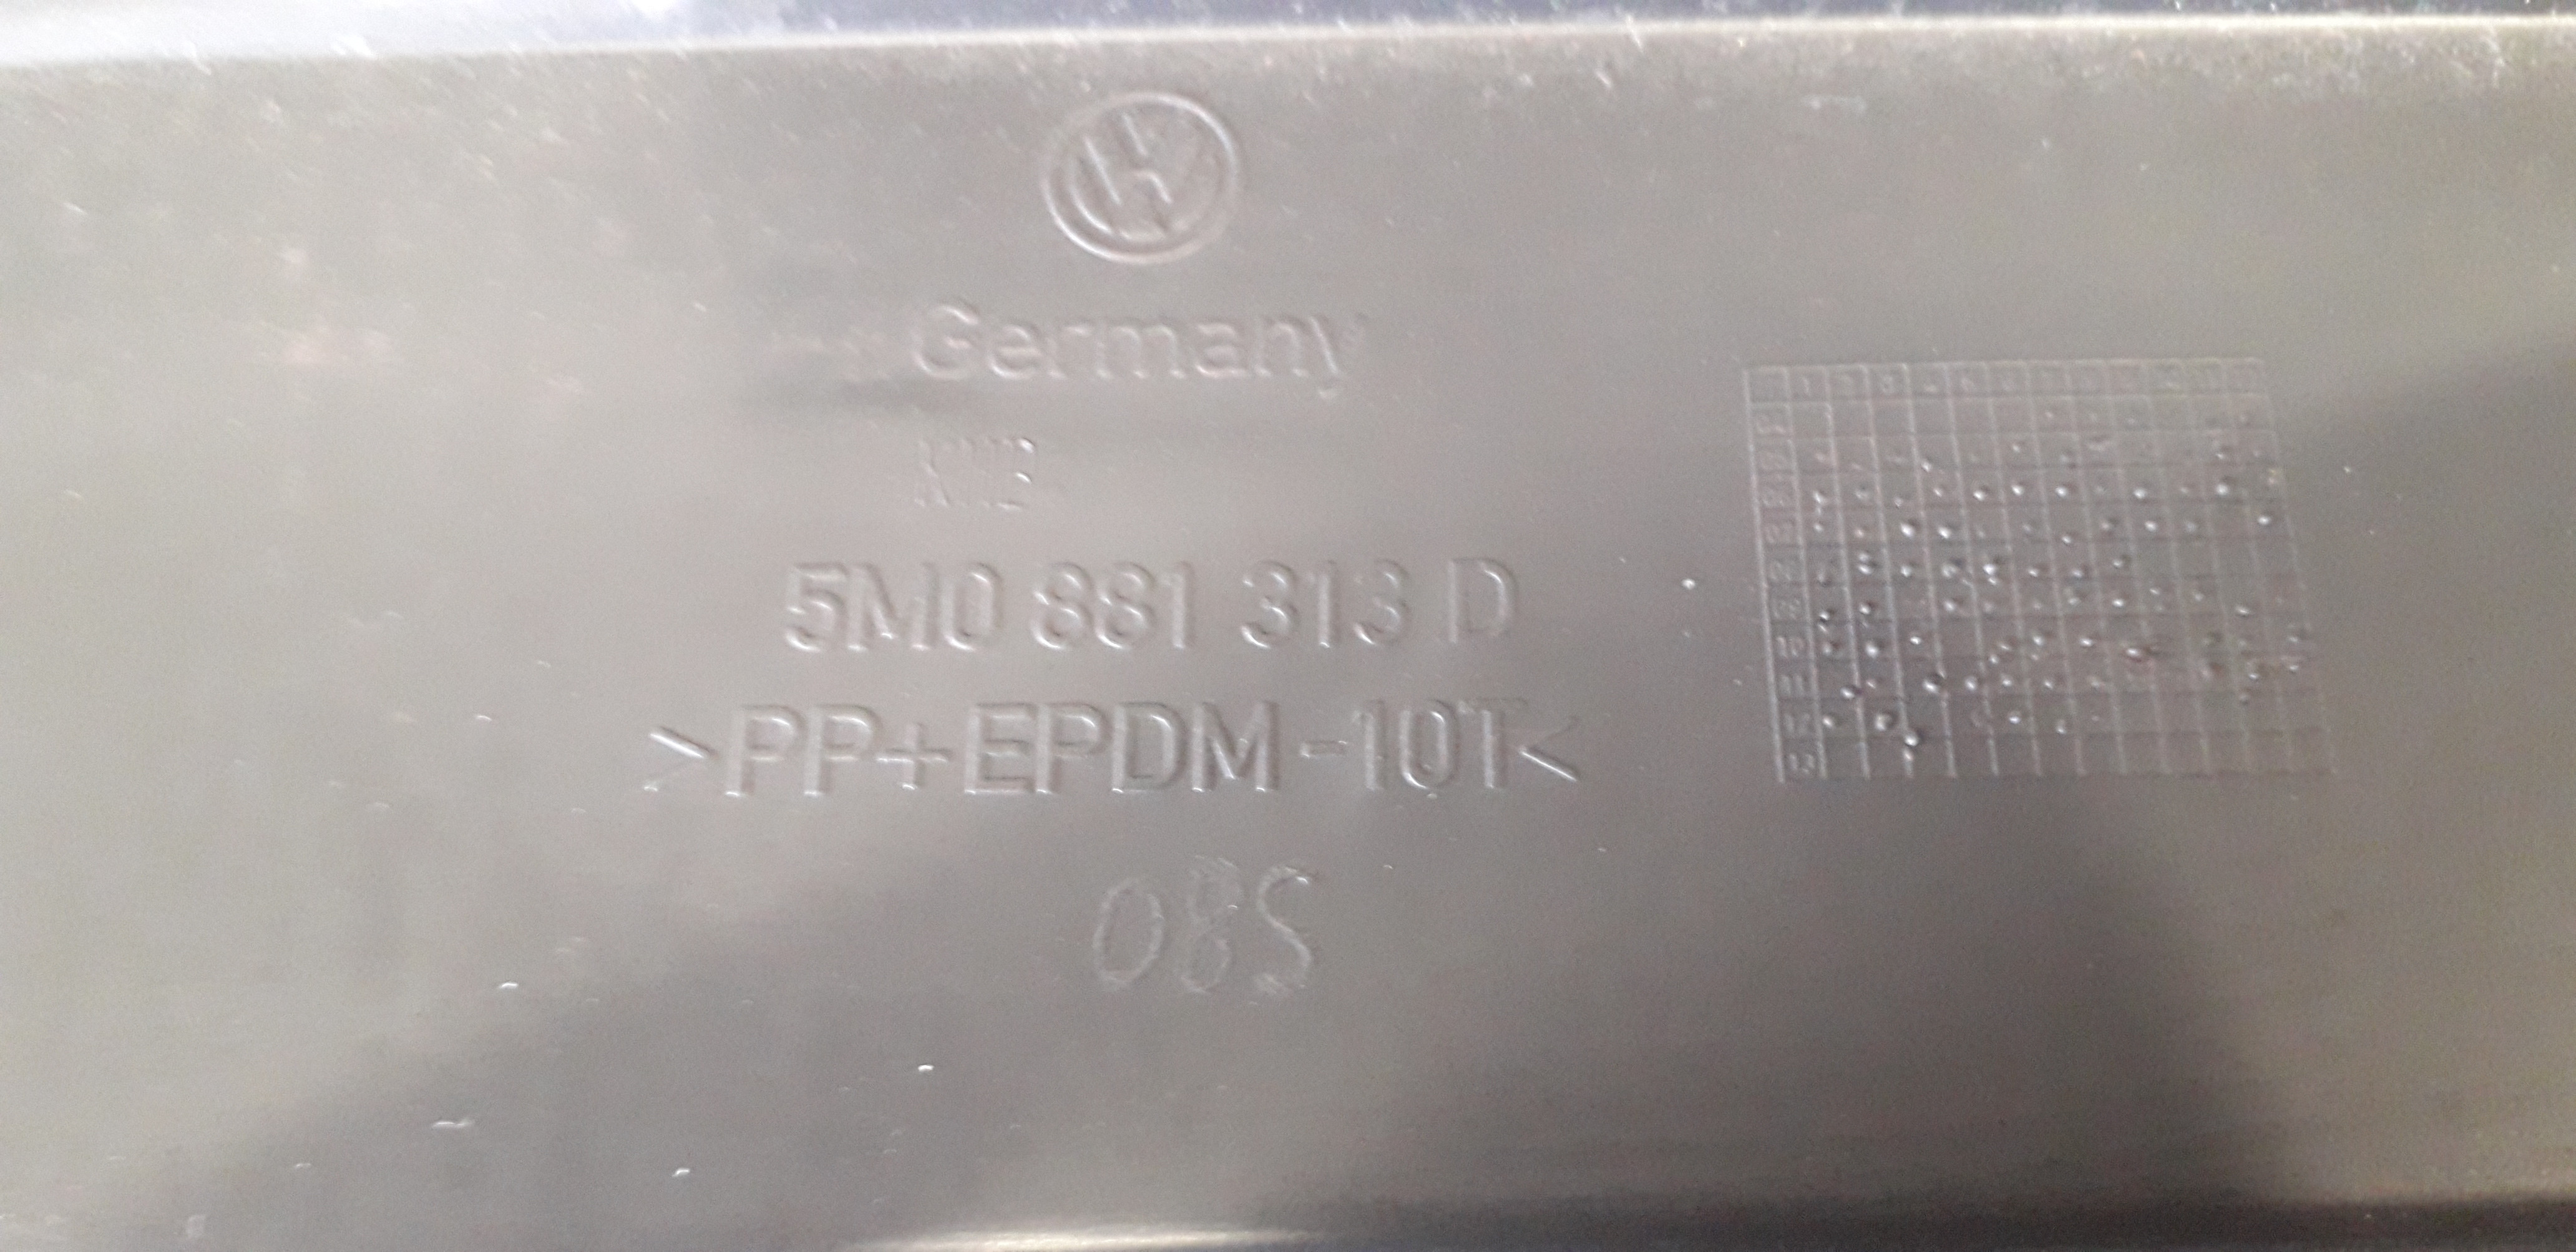 Germany
5M0 881 313 D
>PP+EPDM-10T<
08S